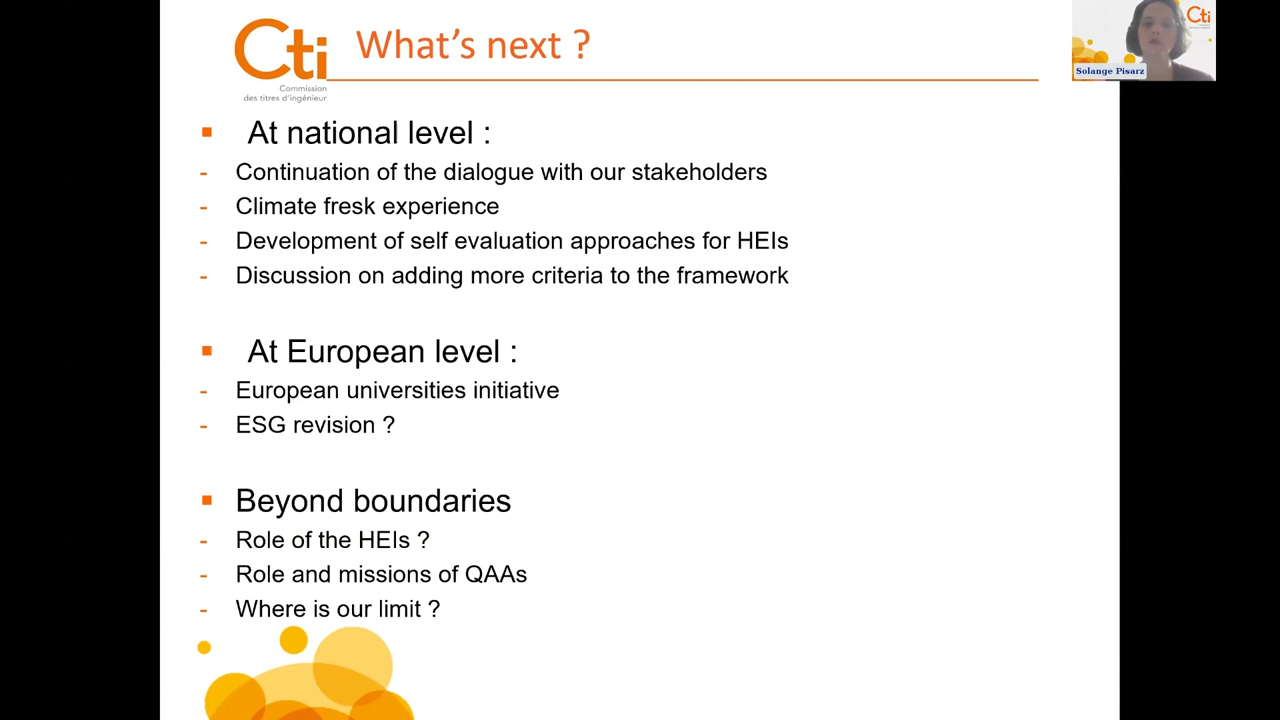 Cti
What's next ?
Commission
des titres d'ingénieur
Cti
Solange Pisarz
▪ At national level :
- Continuation of the dialogue with our stakeholders
- Climate fresk experience
- Development of self evaluation approaches for HEIs
- Discussion on adding more criteria to the framework
▪ At European level :
- European universities initiative
- ESG revision ?
▪ Beyond boundaries
- Role of the HEIs ?
- Role and missions of QAAs
- Where is our limit ?